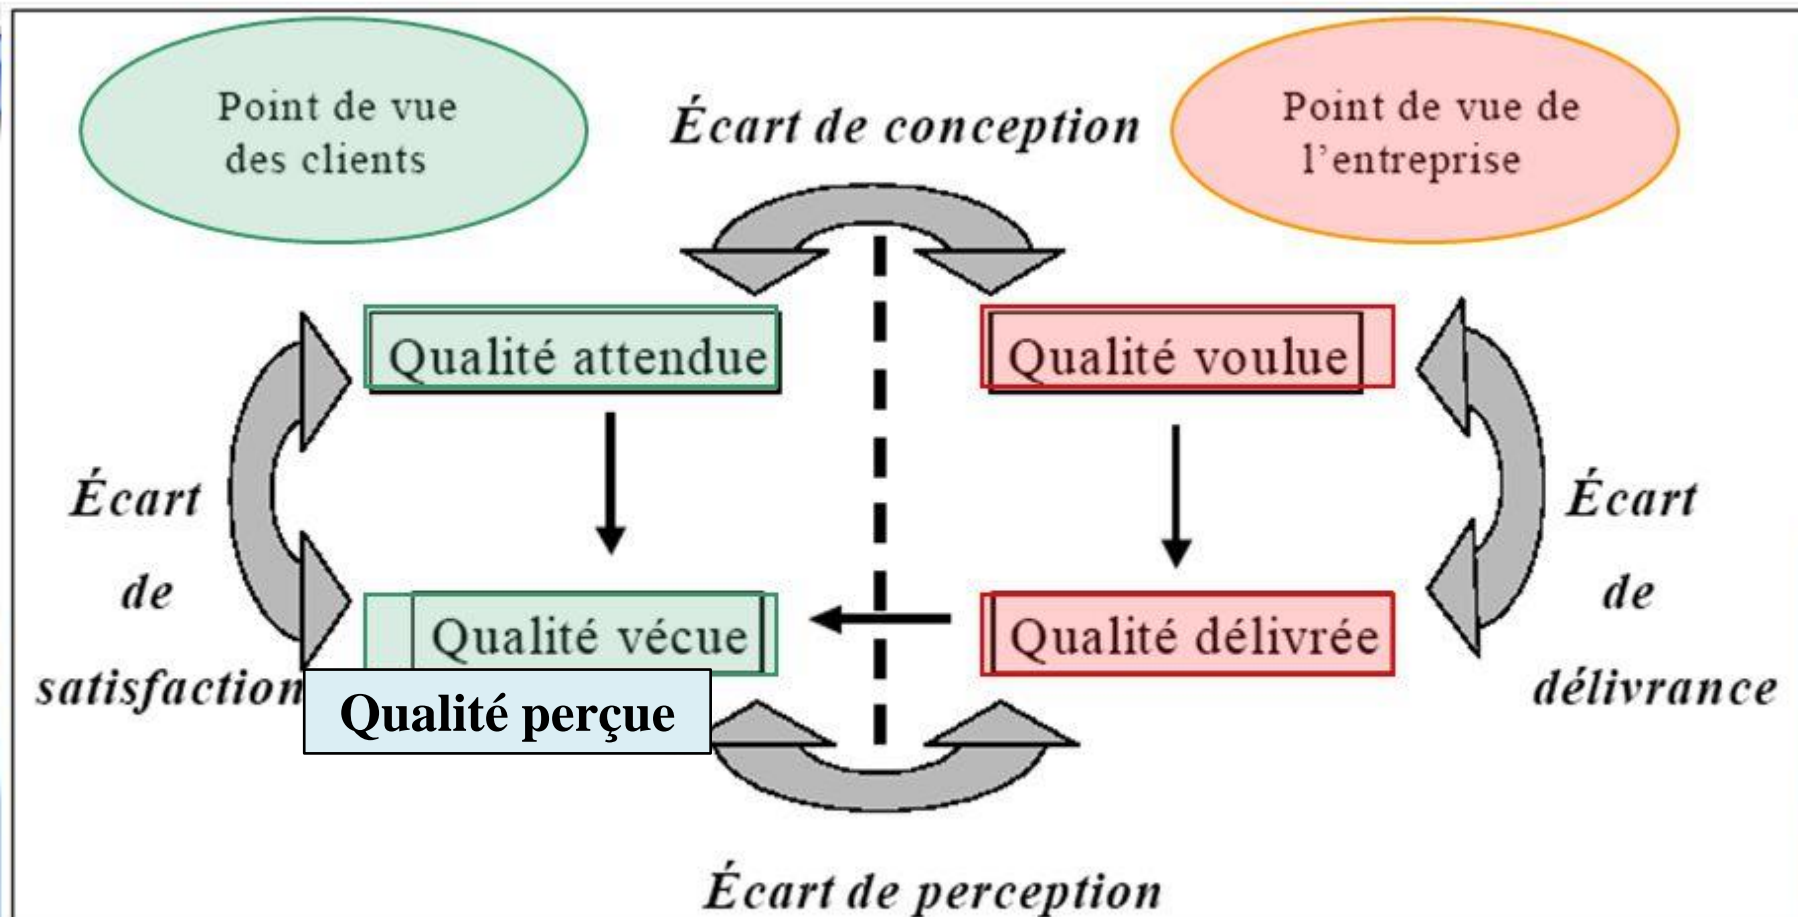 Point de vue
des clients
Écart de conception
Point de vue de
l'entreprise
Qualité attendue
Qualité voulue
Écart
de
satisfaction
Écart
de
délivrance
Qualité vécue
Qualité délivrée
Qualité perçue
Écart de perception